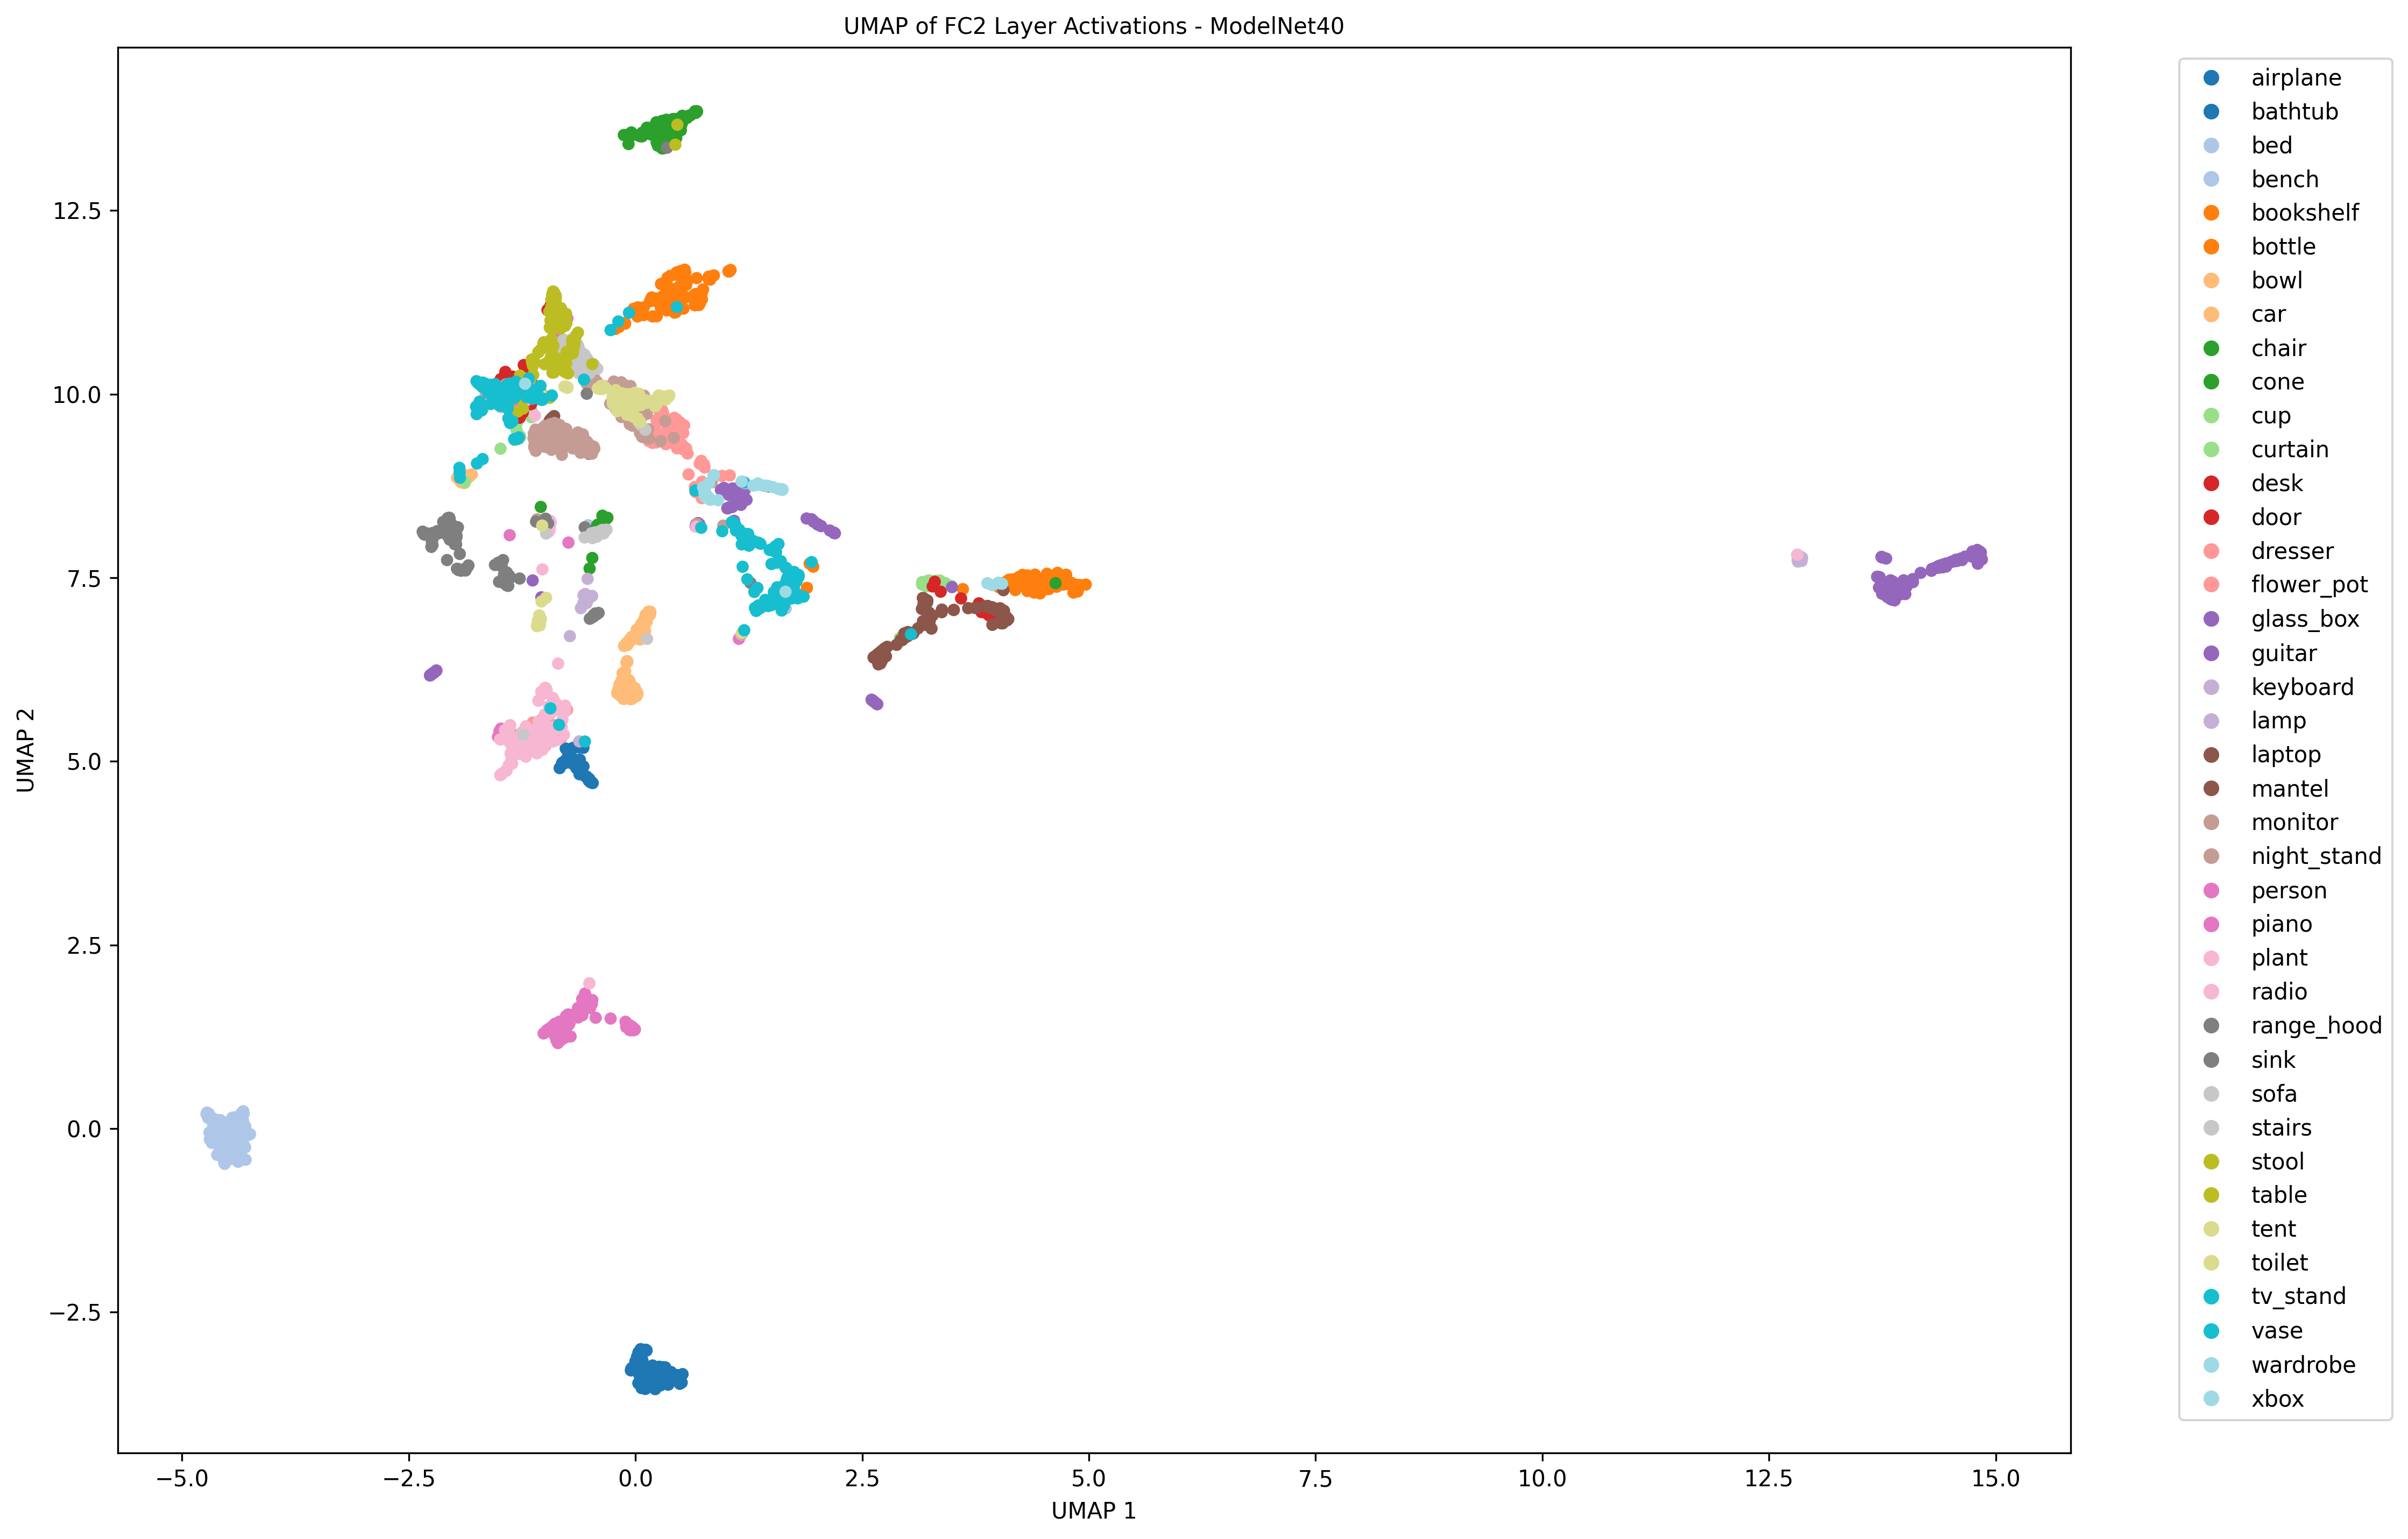 UMAP of FC2 Layer Activations - ModelNet40
UMAP 2
12.5
10.0
7.5
5.0
2.5
0.0
−2.5
−5.0
−2.5
0.0
2.5
5.0
7.5
10.0
12.5
15.0
UMAP 1
airplane
bathtub
bed
bench
bookshelf
bottle
bowl
car
chair
cone
cup
curtain
desk
door
dresser
flower_pot
glass_box
guitar
keyboard
lamp
laptop
mantel
monitor
night_stand
person
piano
plant
radio
range_hood
sink
sofa
stairs
stool
table
tent
toilet
tv_stand
vase
wardrobe
xbox